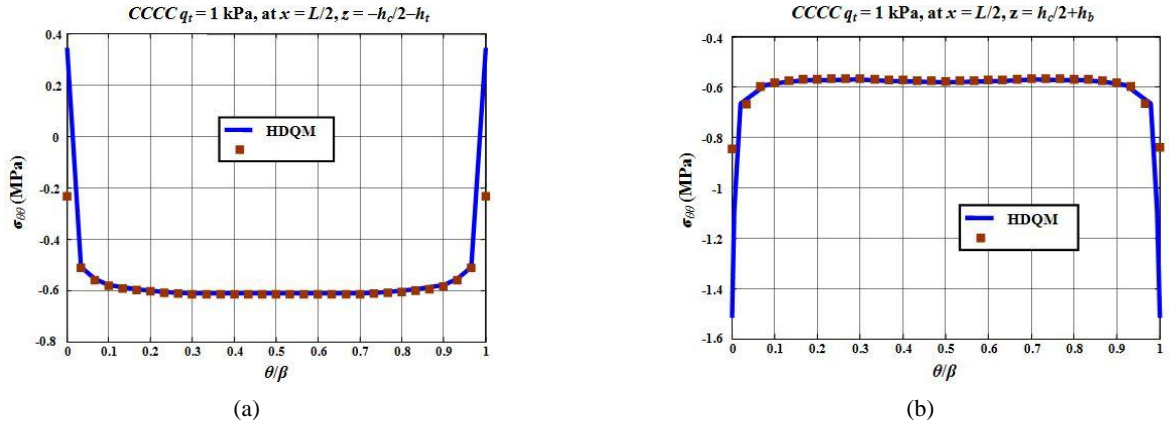 CCCC qt = 1 kPa, at x = L/2, z = –hc/2–ht
0.4
0.2
0
-0.2
-0.4
-0.6
-0.8
σθθ (MPa)
HDQM
0 0.1 0.2 0.3 0.4 0.5 0.6 0.7 0.8 0.9 1
θ/β
(a)
CCCC qt = 1 kPa, at x = L/2, z = hc/2+hb
-0.4
-0.6
-0.8
-1
-1.2
-1.4
-1.6
σθθ (MPa)
HDQM
0 0.1 0.2 0.3 0.4 0.5 0.6 0.7 0.8 0.9 1
θ/β
(b)